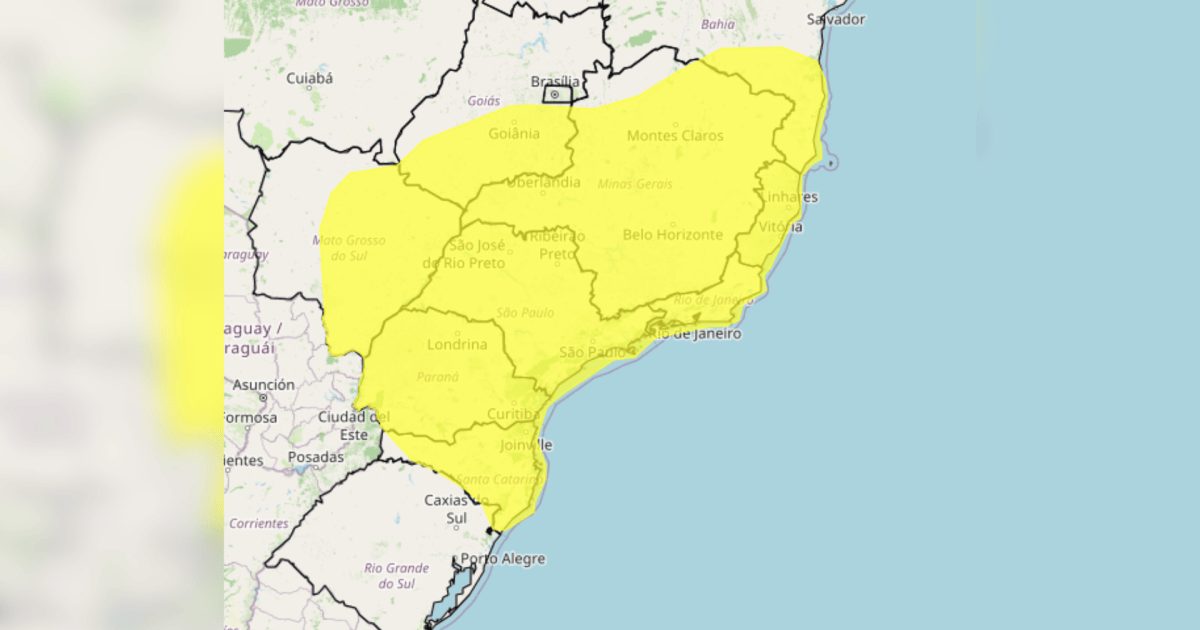 Mato Grosso
Salvador
Bahia
Cuiabá
Brasília
Goiás
Goiânia
Montes Claros
Uberlândia
Minas Gerais
Linhares
Vitória
Belo Horizonte
Mato Grosso
do Sul
São José
do Rio Preto
Ribeirão
Preto
araguay
Rio de Janeiro
São Paulo
Rio de Janeiro
aguay /
raguái
Londrina
São Paulo
Paraná
Asunción
Formosa
Ciudad del
Este
Curitiba
Joinville
ientes
Posadas
Santa Catarina
Caxias do
Sul
Corrientes
Porto Alegre
Rio Grande
do Sul